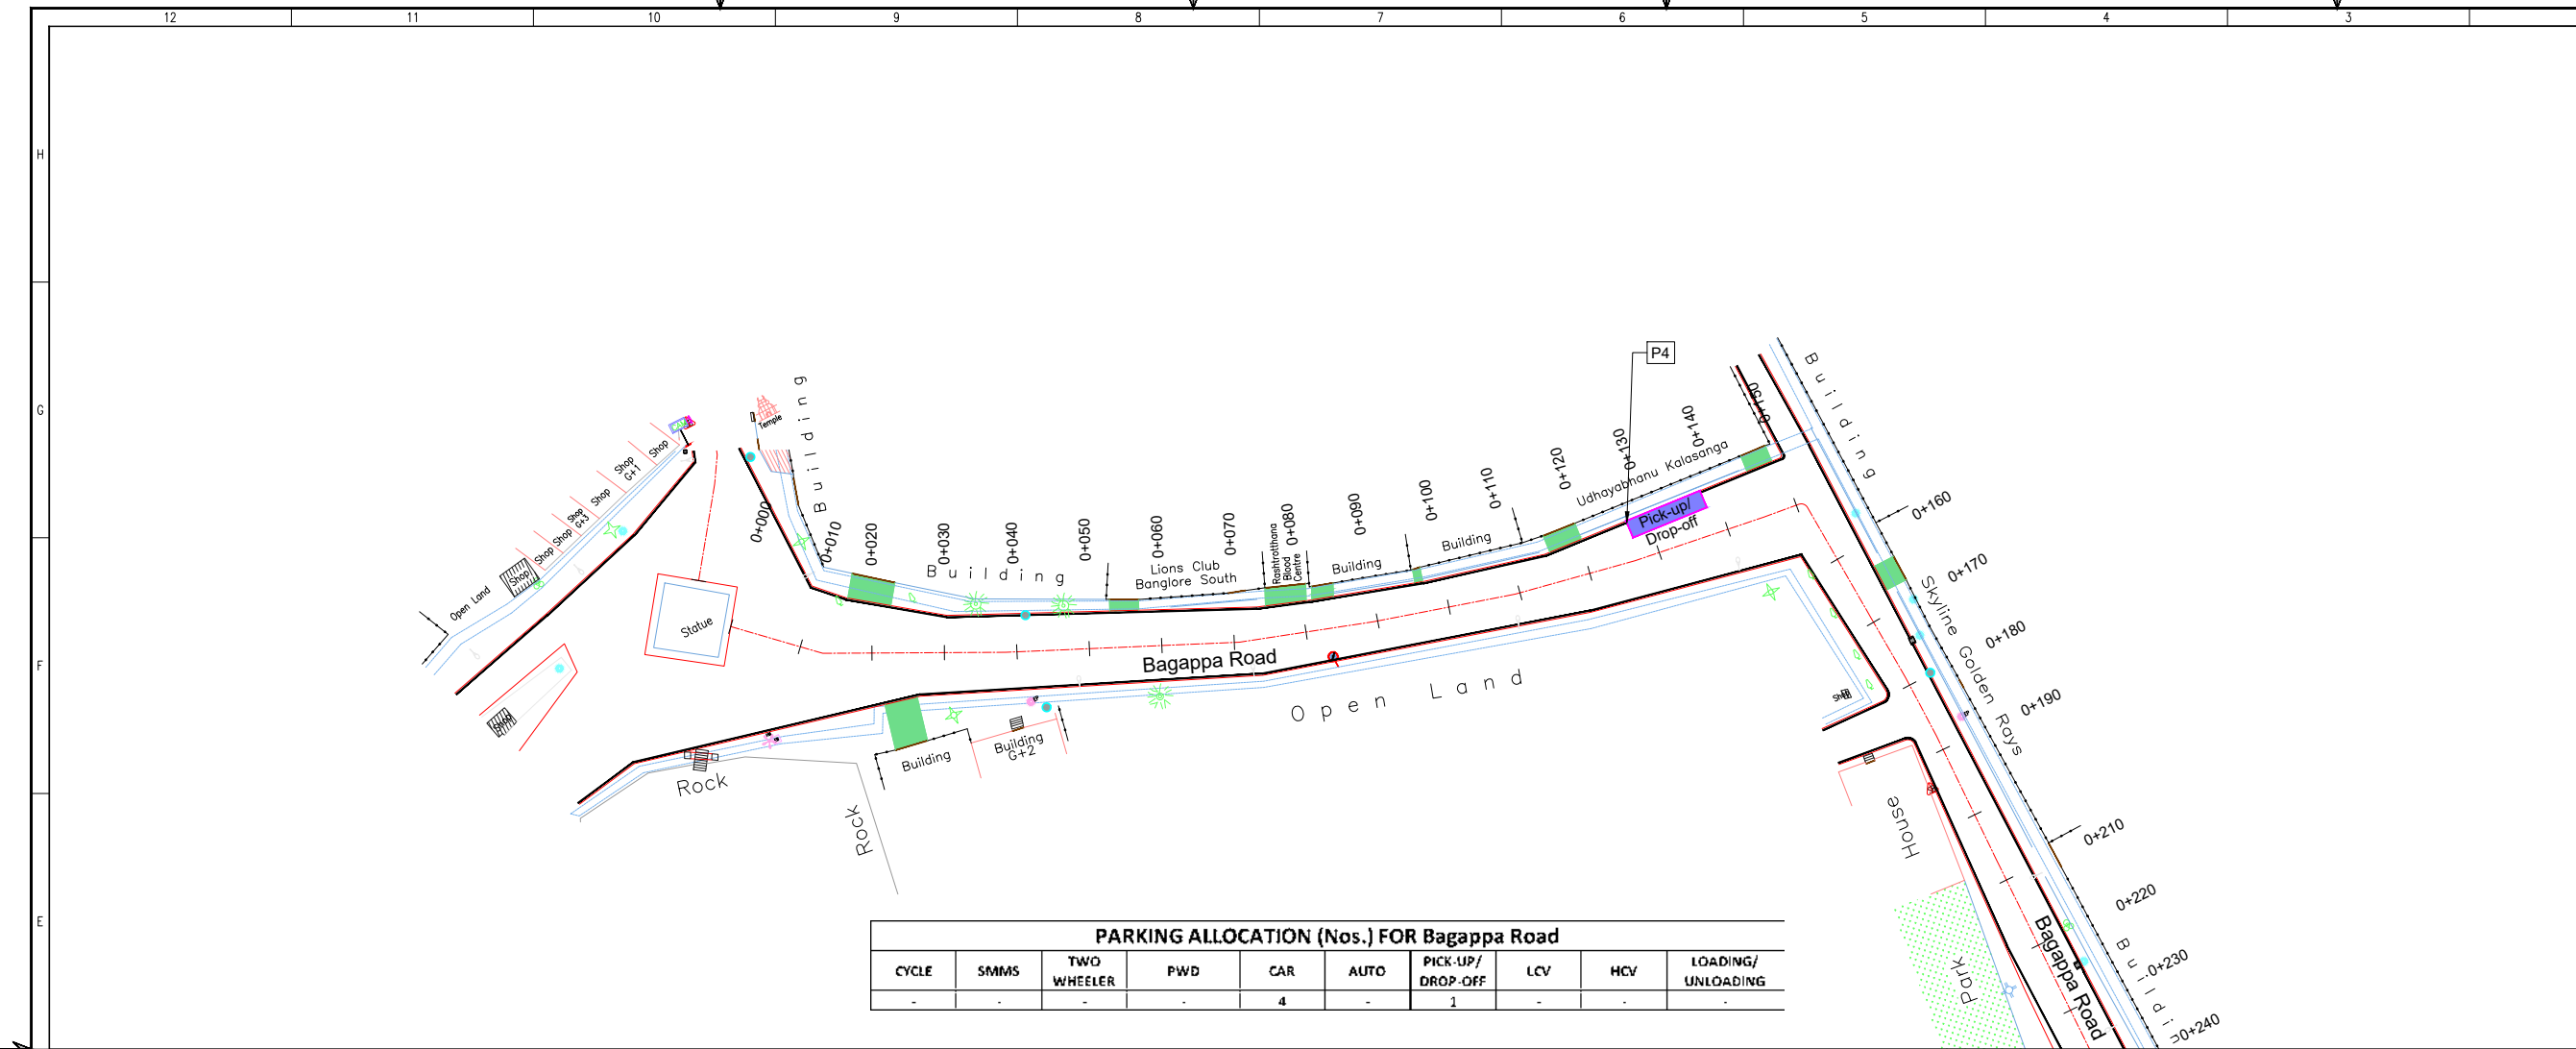 12 11 10 9 8 7 6 5 4 3
H
G
F
E
P4
Building
Building
Temple
Shop
Shop
G+1
Shop
Shop
G+3
Shop
Shop
Shop
Open Land
Shop
Statue
0+000
0+010
0+020
0+030
0+040
0+050
0+060
0+070
0+080
0+090
0+100
0+110
0+120
0+130
0+140
0+150
0+160
0+170
0+180
0+190
0+210
0+220
0+230
0+240
Building
Lions Club
Banglore South
Rashtrotthana
Blood
Centre
Building
Building
Udhayabhanu Kalasanga
Pick-up/
Drop-off
Bagappa Road
Open Land
Skyline Golden Rays
Shop
Rock
Rock
Building
Building
G+2
House
Park
Bagappa Road
Buildin
PARKING ALLOCATION (Nos.) FOR Bagappa Road
CYCLE SMMS TWO WHEELER PWD CAR AUTO PICK-UP/ DROP-OFF LCV HCV LOADING/ UNLOADING
- - - - 4 - 1 - - -